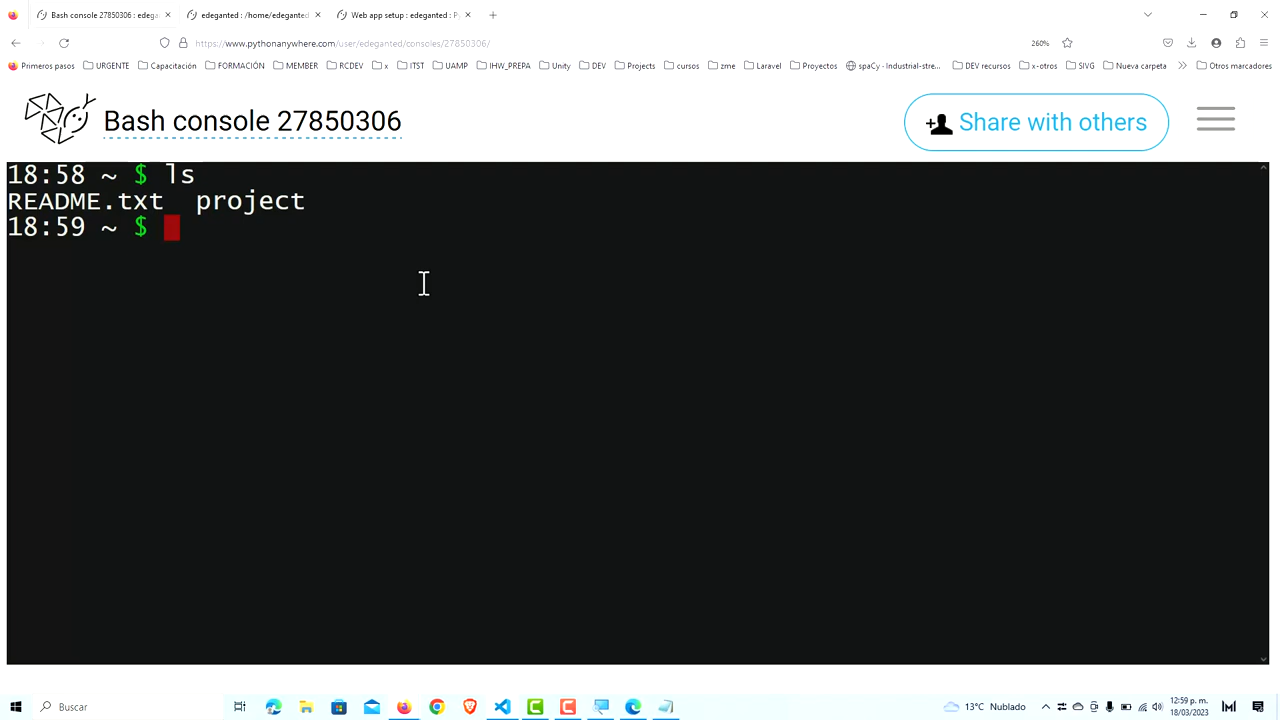 Bash console 27850306 : edega
edeganted : /home/edeganted
Web app setup : edeganted : P
https://www.pythonanywhere.com/user/edeganted/consoles/27850306/
260%
Primeros pasos URGENTE Capacitación FORMACIÓN MEMBER RCDEV x ITST UAMP IHW_PREPA Unity DEV Projects cursos zme Laravel Proyectos spaCy - Industrial-stre... DEV recursos x-otros SIVG Nueva carpeta Otros marcadores
Bash console 27850306
Share with others
18:58 ~ $ ls
README.txt project
18:59 ~ $
Buscar
13°C Nublado
12:59 p. m.
18/03/2023